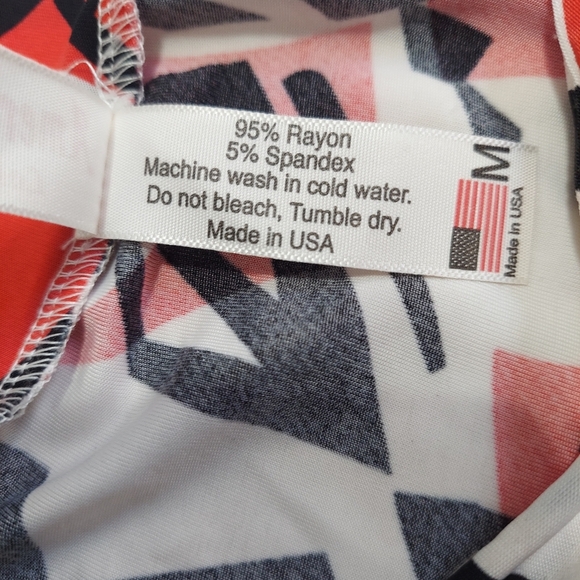 95% Rayon
5% Spandex
Machine wash in cold water.
Do not bleach, Tumble dry.
Made in USA
M
Made in USA